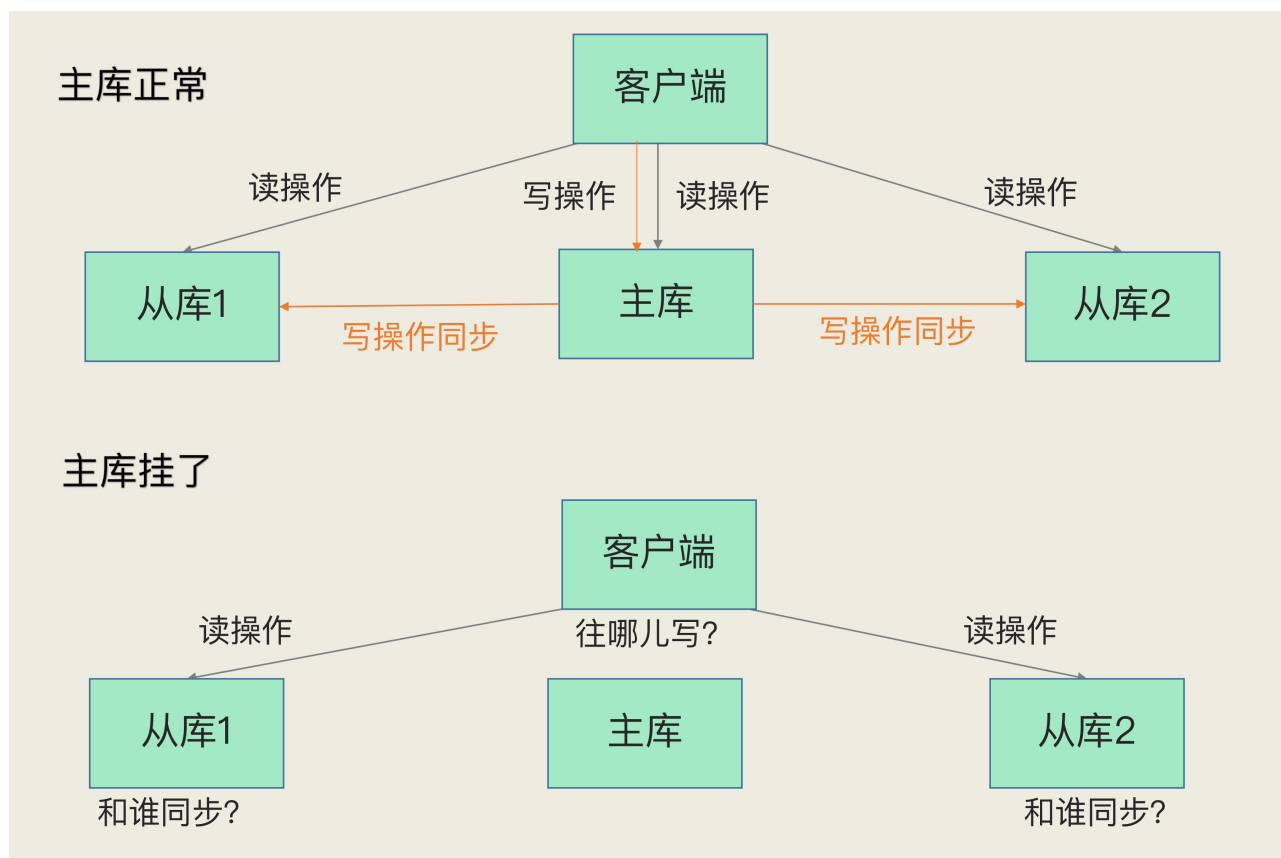 主库正常
客户端
读操作
写操作
读操作
读操作
从库1
主库
从库2
写操作同步
写操作同步
主库挂了
客户端
读操作
往哪儿写?
读操作
从库1
主库
从库2
和谁同步?
和谁同步?